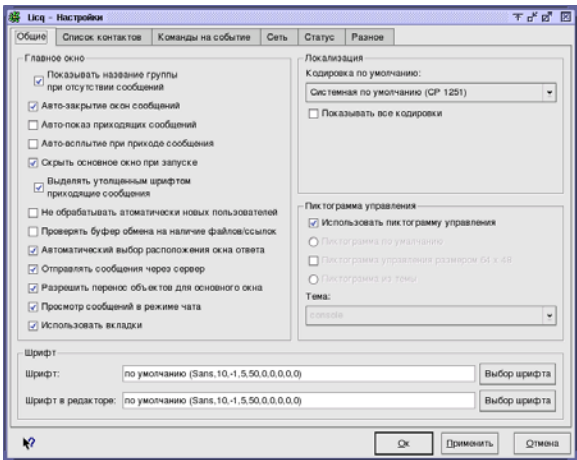 Licq - Настройки
Общие
Список контактов
Команды на событие
Сеть
Статус
Разное
Главное окно
Показывать название группы
при отсутствии сообщений
Авто-закрытие окон сообщений
Авто-показ приходящих сообщений
Авто-всплытие при приходе сообщения
Скрыть основное окно при запуске
Выделять утолщенным шрифтом
приходящие сообщения
Не обрабатывать атоматически новых пользователей
Проверять буфер обмена на наличие файлов/ссылок
Автоматический выбор расположения окна ответа
Отправлять сообщения через сервер
Разрешить перенос объектов для основного окна
Просмотр сообщений в режиме чата
Использовать вкладки
Локализация
Кодировка по умолчанию:
Системная по умолчанию (CP 1251)
Показывать все кодировки
Пиктограмма управления
Использовать пиктограмму управления
Пиктограмма по умолчанию
Пиктограмма управления размером 64 x 48
Пиктограмма из темы
Тема:
console
Шрифт
Шрифт:
по умолчанию (Sans,10,-1,5,50,0,0,0,0,0)
Выбор шрифта
Шрифт в редакторе:
по умолчанию (Sans,10,-1,5,50,0,0,0,0,0)
Выбор шрифта
Ок
Применить
Отмена